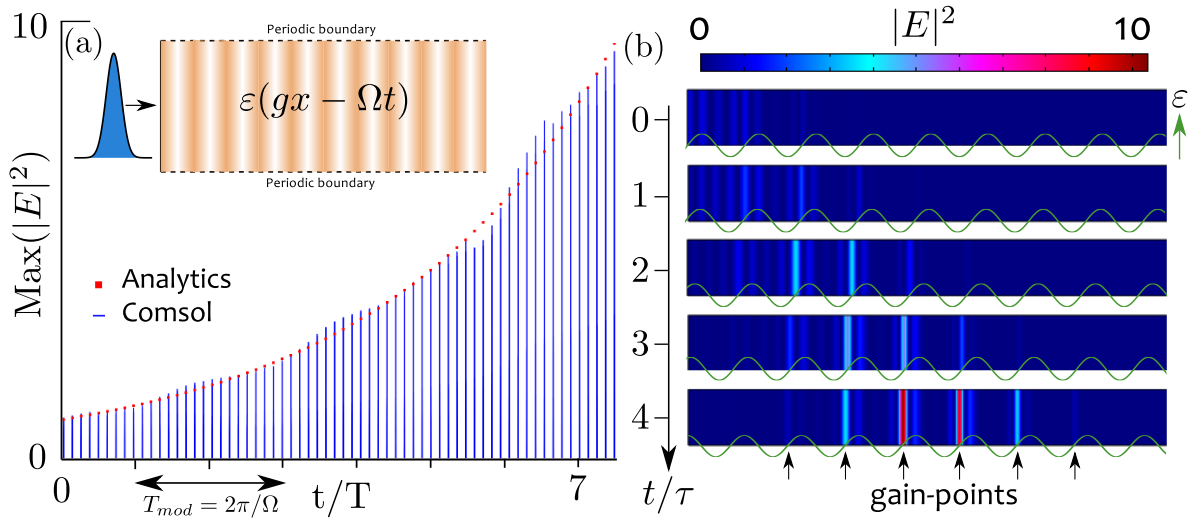 10
(a)
Periodic boundary
ε(gx − Ωt)
Periodic boundary
Max(|E|²)
Analytics
Comsol
0
0
7
T_mod = 2π/Ω
t/T
(b)
0
|E|²
10
ε
0
1
2
3
4
t/τ
gain-points